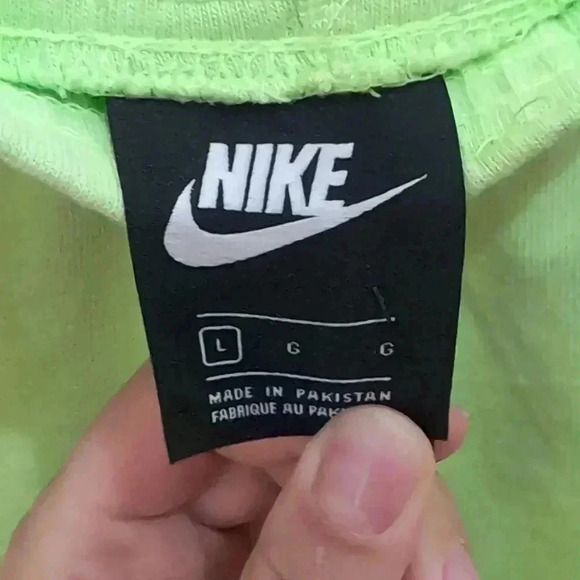 NIKE
L G G
MADE IN PAKISTAN
FABRIQUE AU